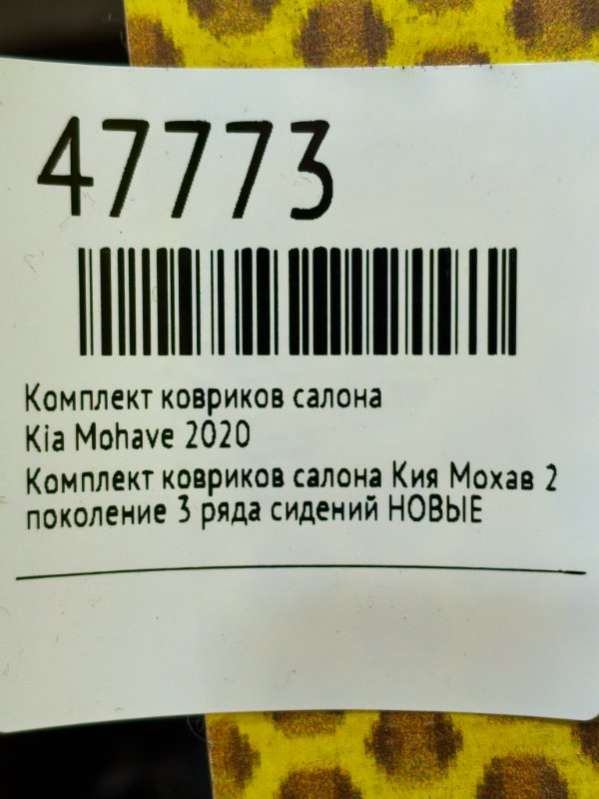 47773
Комплект ковриков салона
Kia Mohave 2020
Комплект ковриков салона Кия Мохав 2
поколение 3 ряда сидений НОВЫЕ